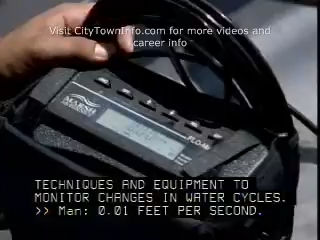 Visit CityTownInfo.com for more videos and
career info
MARSH
FLO-M
TECHNIQUES AND EQUIPMENT TO
MONITOR CHANGES IN WATER CYCLES.
>> Man: 0.01 FEET PER SECOND.